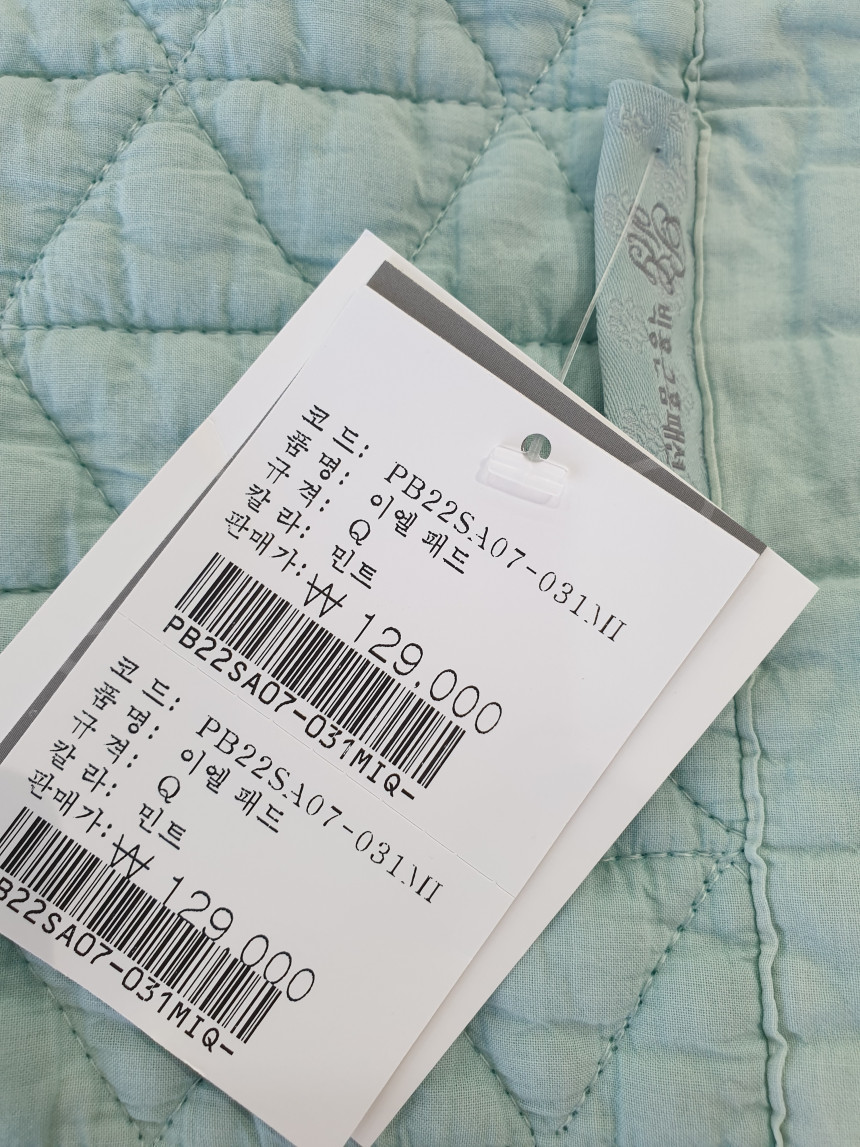 코 드: PB22SA07-031MI
품 명: 이엘 패드
규 격: Q
칼 라: 민트
판매가: ₩ 129,000
PB22SA07-031MIQ-
코 드: PB22SA07-031MI
품 명: 이엘 패드
규 격: Q
칼 라: 민트
판매가: ₩ 129,000
B22SA07-031MIQ-